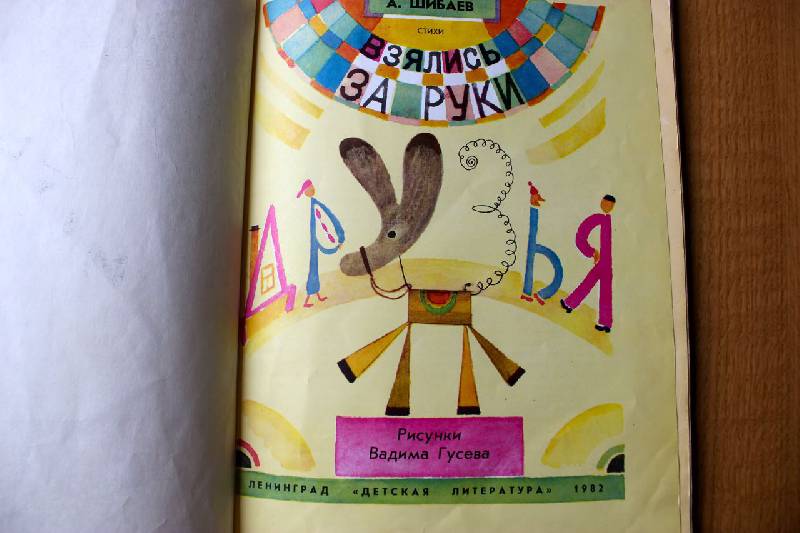 А. ШИБАЕВ
СТИХИ
ВЗЯЛИСЬ
ЗА РУКИ
ДРУЗЬЯ
Рисунки
Вадима Гусева
ЛЕНИНГРАД «ДЕТСКАЯ ЛИТЕРАТУРА» 1982